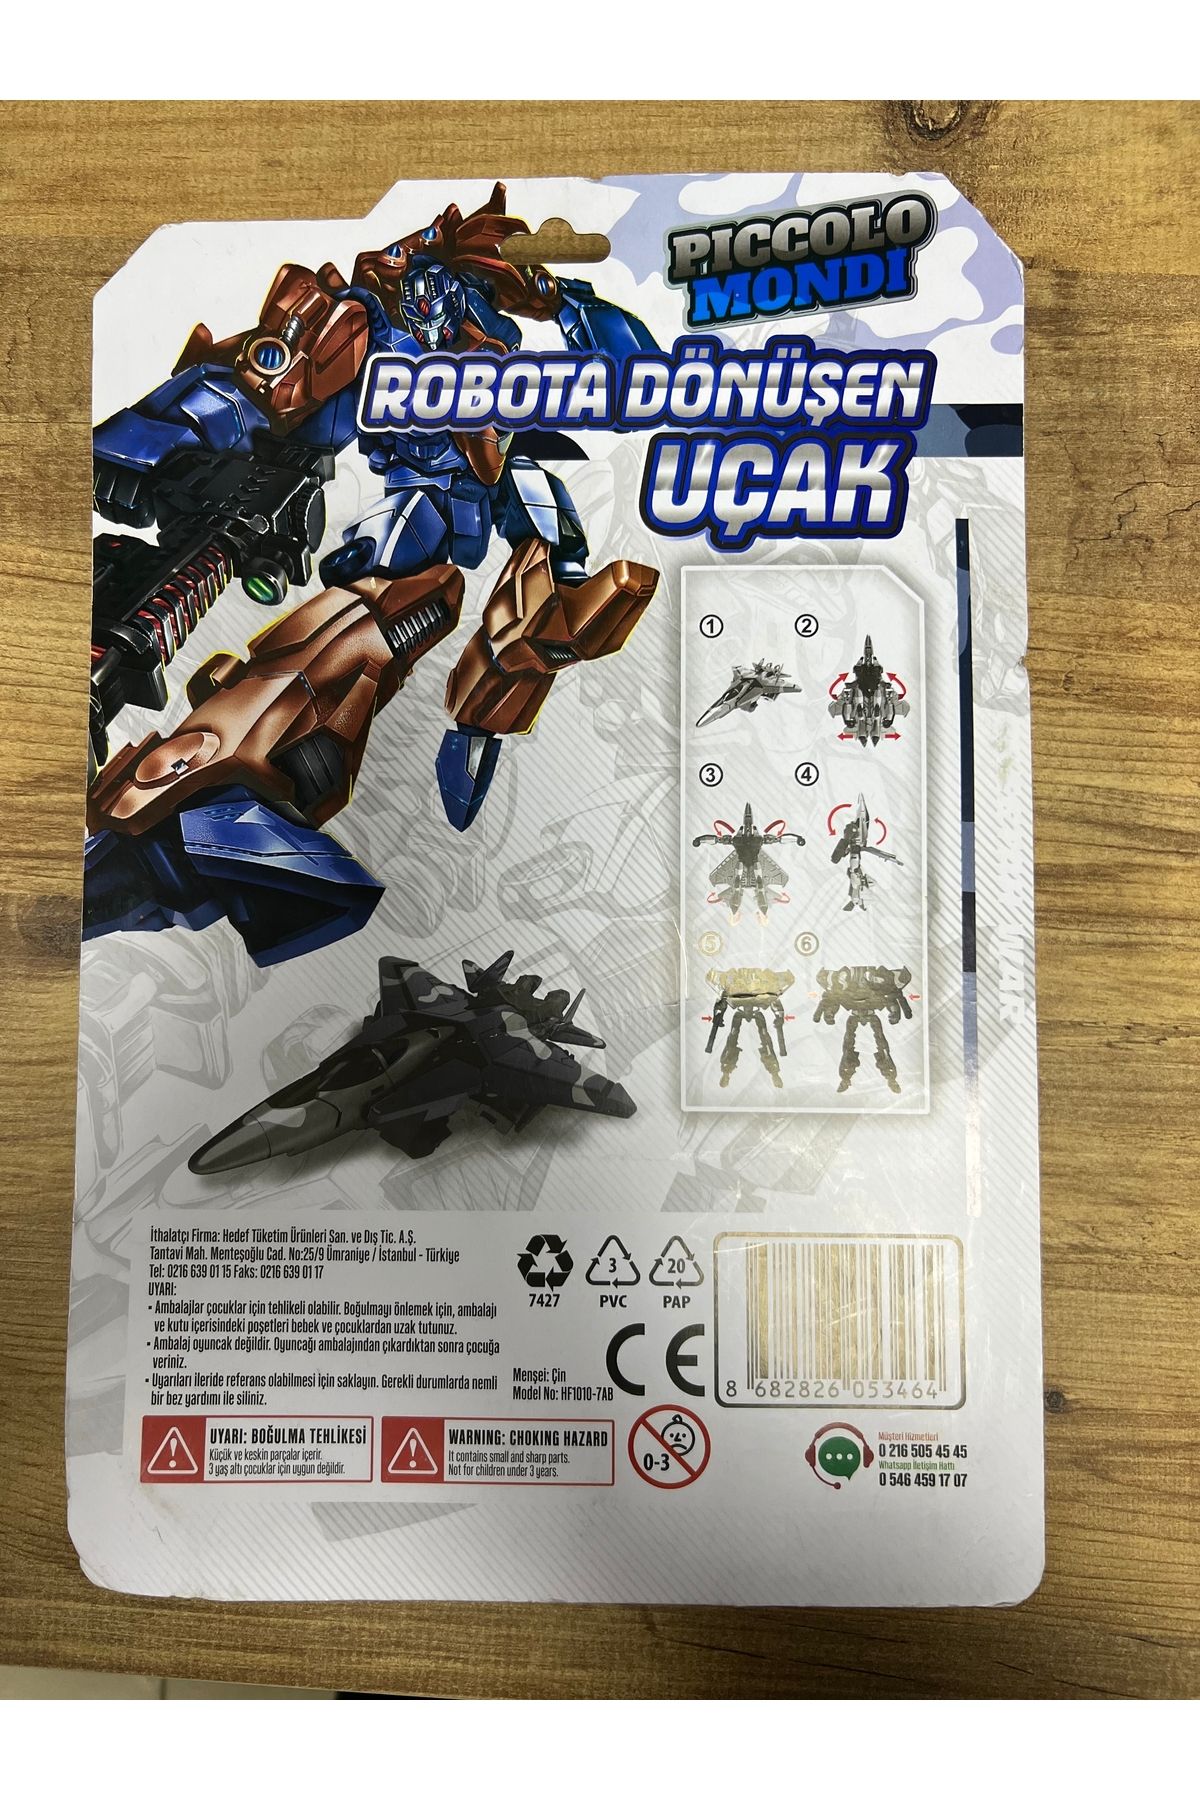 PICCOLO
MONDI
ROBOTA DÖNÜŞEN
UÇAK
1
2
3
4
5
6
WAR
İthalatçı Firma: Hedef Tüketim Ürünleri San. ve Dış Tic. A.Ş.
Tantavi Mah. Menteşoğlu Cad. No:25/9 Ümraniye / İstanbul - Türkiye
Tel: 0216 639 01 15 Faks: 0216 639 01 17
UYARI:
• Ambalajlar çocuklar için tehlikeli olabilir. Boğulmayı önlemek için, ambalajı
ve kutu içerisindeki poşetleri bebek ve çocuklardan uzak tutunuz.
• Ambalaj oyuncak değildir. Oyuncağı ambalajından çıkardıktan sonra çocuğa
veriniz.
• Uyarıları ileride referans olabilmesi için saklayın. Gerekli durumlarda nemli
bir bez yardımı ile siliniz.
7427
3
PVC
20
PAP
CE
Menşei: Çin
Model No: HF1010-7AB
8 682826 053464
UYARI: BOĞULMA TEHLİKESİ
Küçük ve keskin parçalar içerir.
3 yaş altı çocuklar için uygun değildir.
WARNING: CHOKING HAZARD
It contains small and sharp parts.
Not for children under 3 years.
0-3
Müşteri Hizmetleri
0 216 505 45 45
Whatsapp İletişim Hattı
0 546 459 17 07